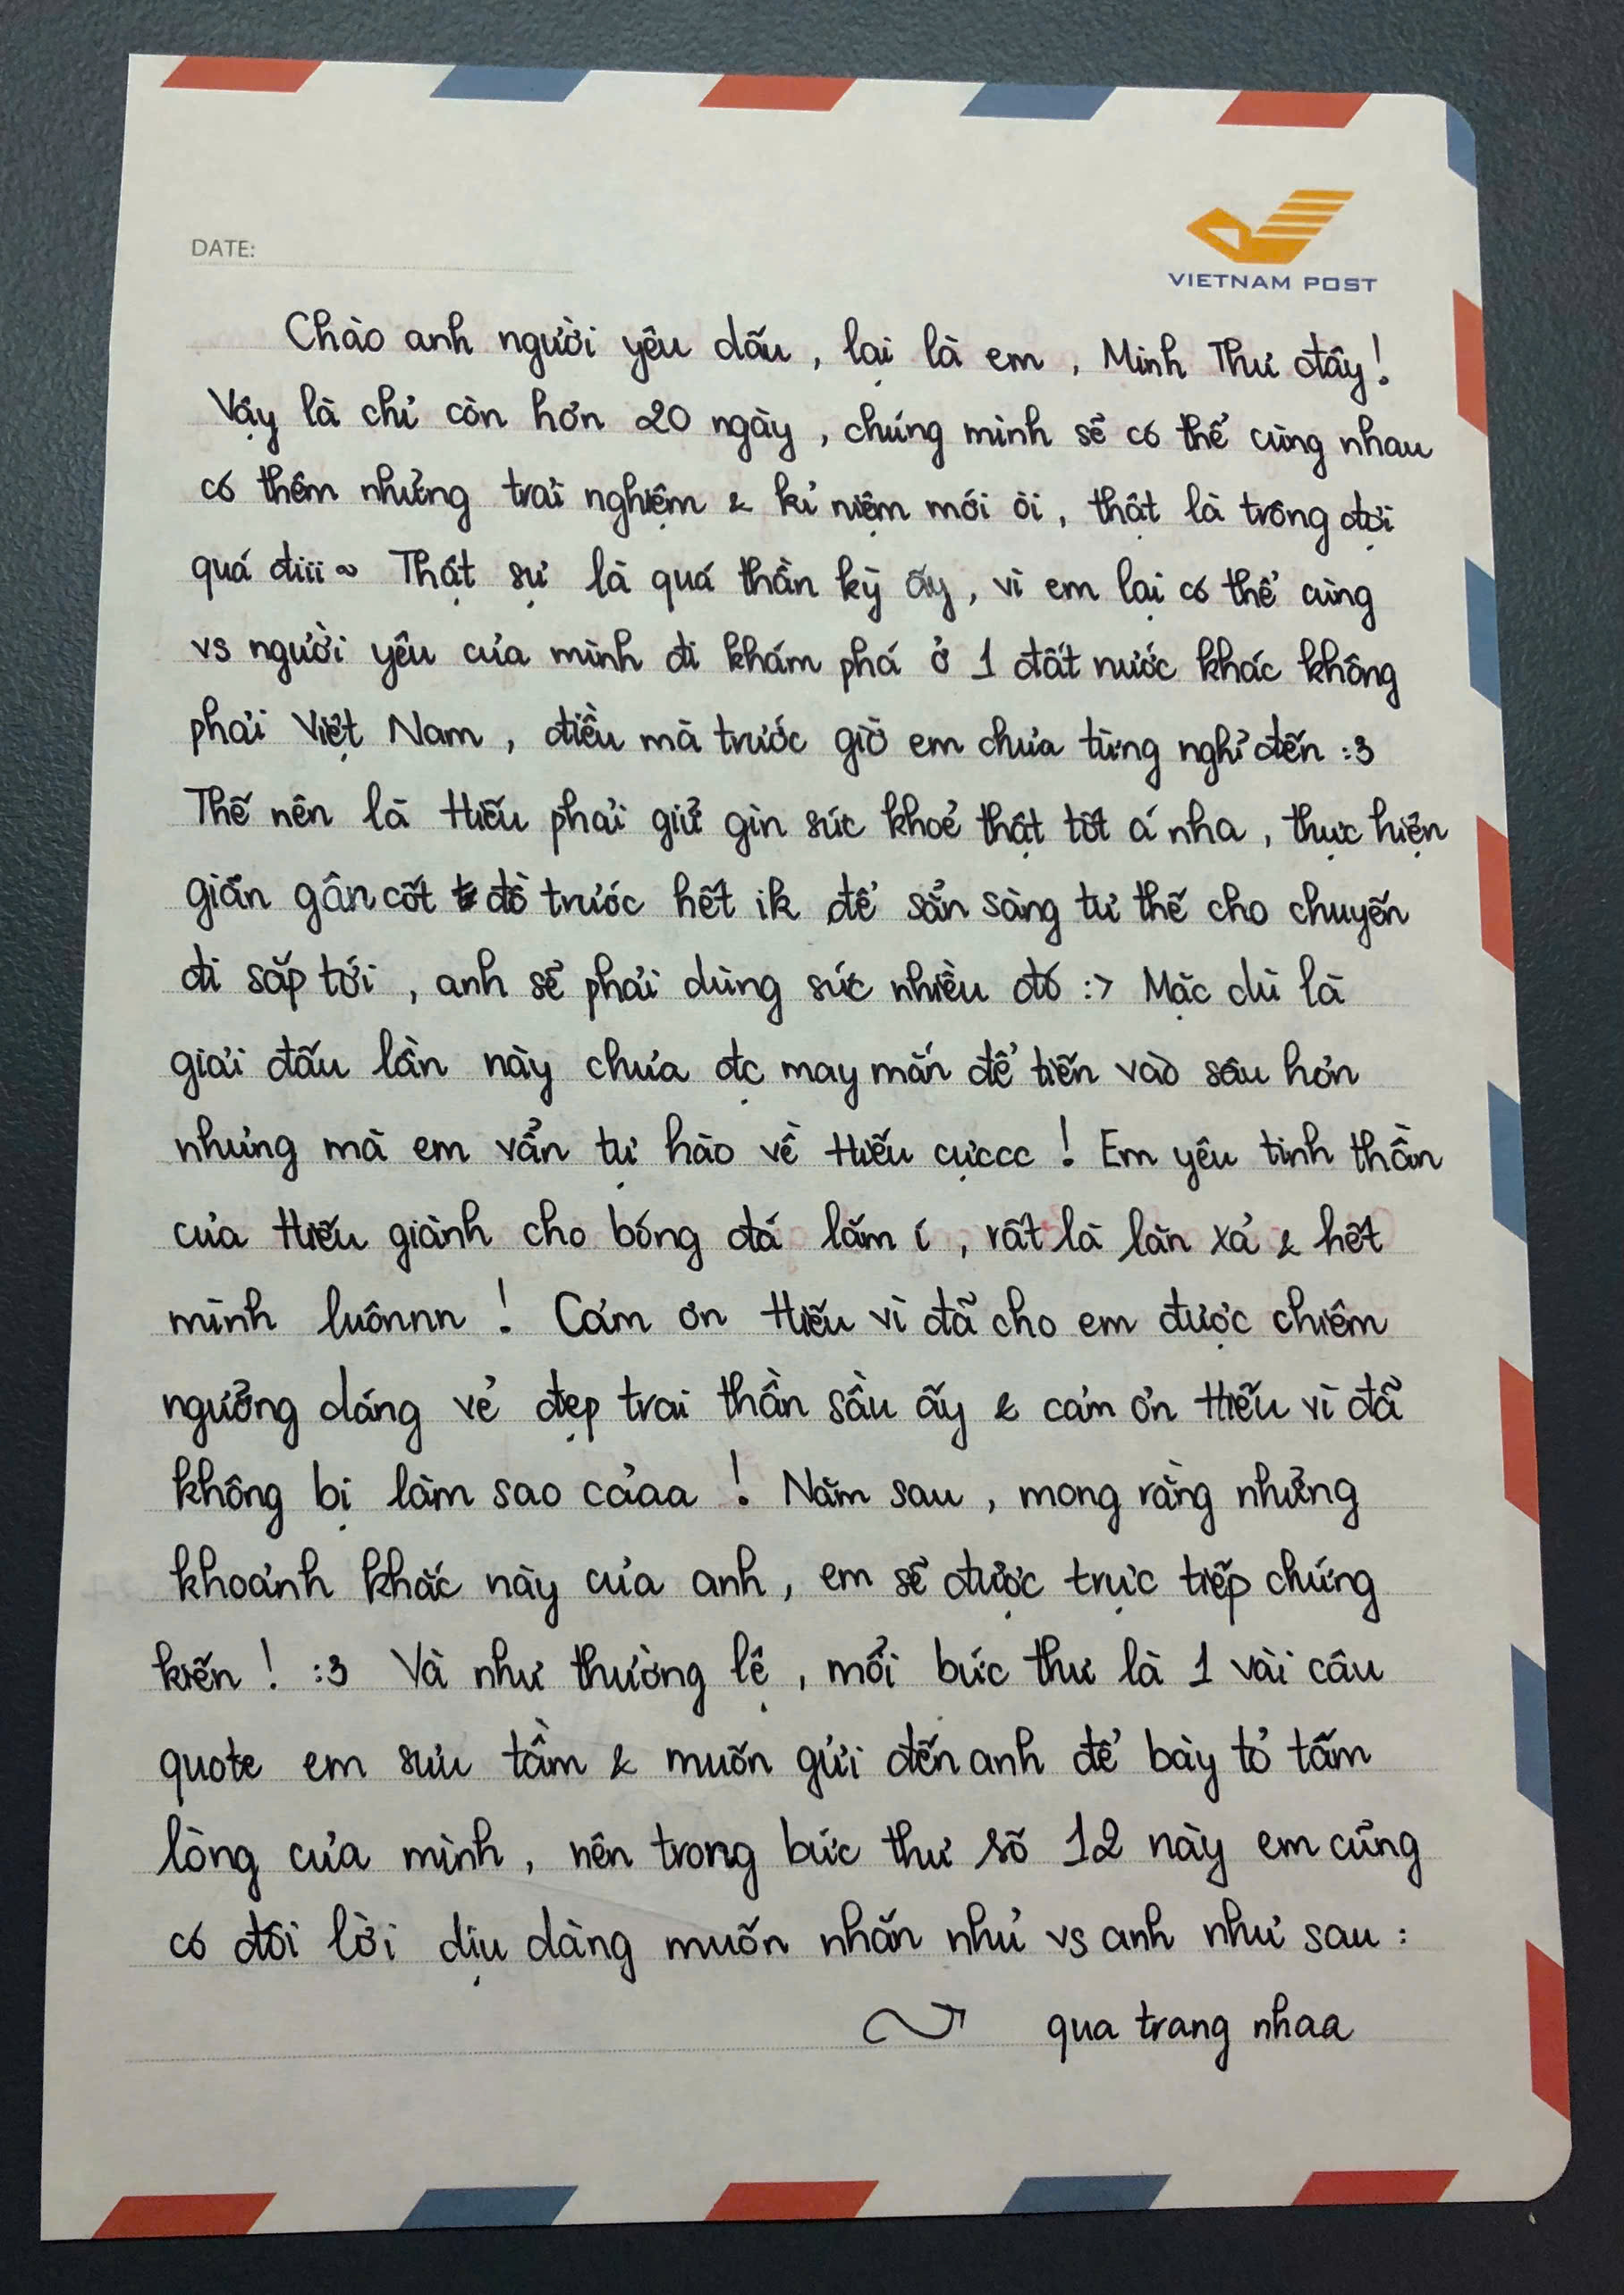 DATE:
VIETNAM POST
Chào anh người yêu dấu, lại là em, Minh Thư đây!
Vậy là chỉ còn hơn 20 ngày, chúng mình sẽ có thể cùng nhau
có thêm những trải nghiệm & kỉ niệm mới òi, thật là trông đợi
quá điiii ~ Thật sự là quá thần kỳ ấy, vì em lại có thể cùng
vs người yêu của mình đi khám phá ở 1 đất nước khác không
phải Việt Nam, điều mà trước giờ em chưa từng nghĩ đến :3
Thế nên là Hiếu phải giữ gìn sức khoẻ thật tốt á nha, thực hiện
giãn gân cốt đồ trước hết ik để sẵn sàng tư thế cho chuyến
đi sắp tới, anh sẽ phải dùng sức nhiều đó :> Mặc dù là
giải đấu lần này chưa đc may mắn để tiến vào sâu hơn
nhưng mà em vẫn tự hào về Hiếu cựccc ! Em yêu tinh thần
của Hiếu giành cho bóng đá lắm í, rất là lăn xả & hết
mình luônnn ! Cảm ơn Hiếu vì đã cho em được chiêm
ngưỡng dáng vẻ đẹp trai thần sầu ấy & cảm ơn Hiếu vì đã
không bị làm sao cảaa ! Năm sau, mong rằng những
khoảnh khắc này của anh, em sẽ được trực tiếp chứng
kiến ! :3 Và như thường lệ, mỗi bức thư là 1 vài câu
quote em sưu tầm & muốn gửi đến anh để bày tỏ tấm
lòng của mình, nên trong bức thư số 12 này em cũng
có đôi lời dịu dàng muốn nhắn nhủ vs anh như sau :
qua trang nhaa